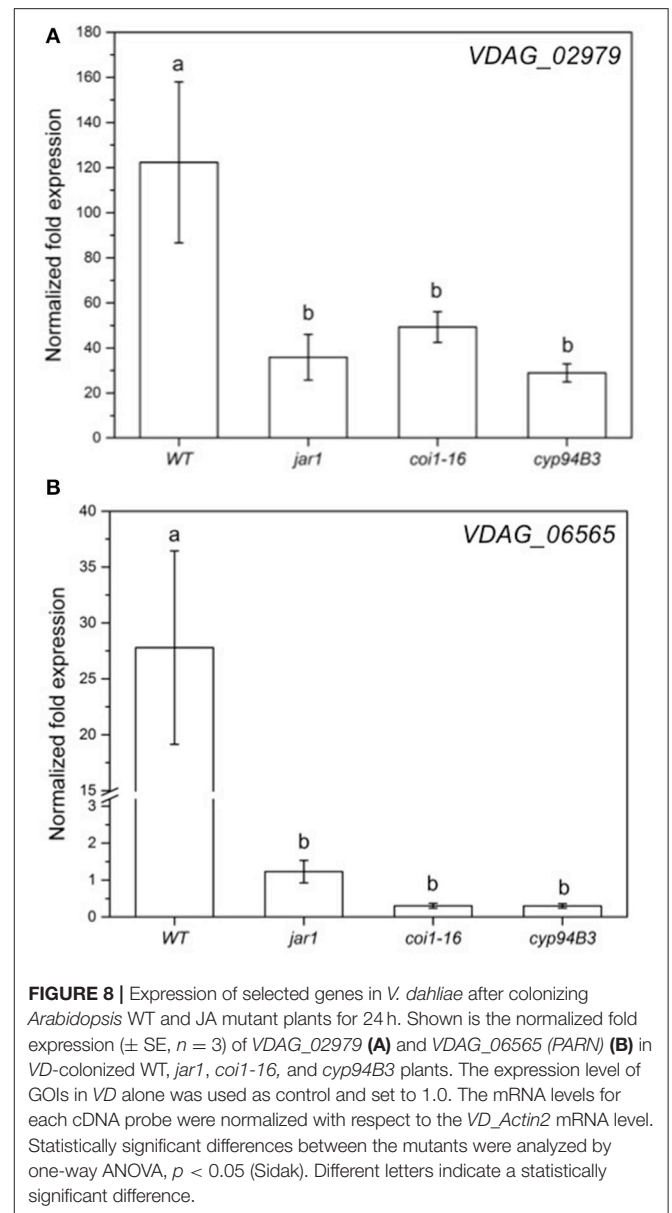 A
VDAG_02979
Normalized fold expression
180
160
140
120
100
80
60
40
20
0
a
b
b
b
WT
jar1
coi1-16
cyp94B3
B
VDAG_06565
Normalized fold expression
40
35
30
25
20
15
3
2
1
0
a
b
b
b
WT
jar1
coi1-16
cyp94B3
FIGURE 8 | Expression of selected genes in V. dahliae after colonizing
Arabidopsis WT and JA mutant plants for 24 h. Shown is the normalized fold
expression (± SE, n = 3) of VDAG_02979 (A) and VDAG_06565 (PARN) (B) in
VD-colonized WT, jar1, coi1-16, and cyp94B3 plants. The expression level of
GOIs in VD alone was used as control and set to 1.0. The mRNA levels for
each cDNA probe were normalized with respect to the VD_Actin2 mRNA level.
Statistically significant differences between the mutants were analyzed by
one-way ANOVA, p < 0.05 (Sidak). Different letters indicate a statistically
significant difference.